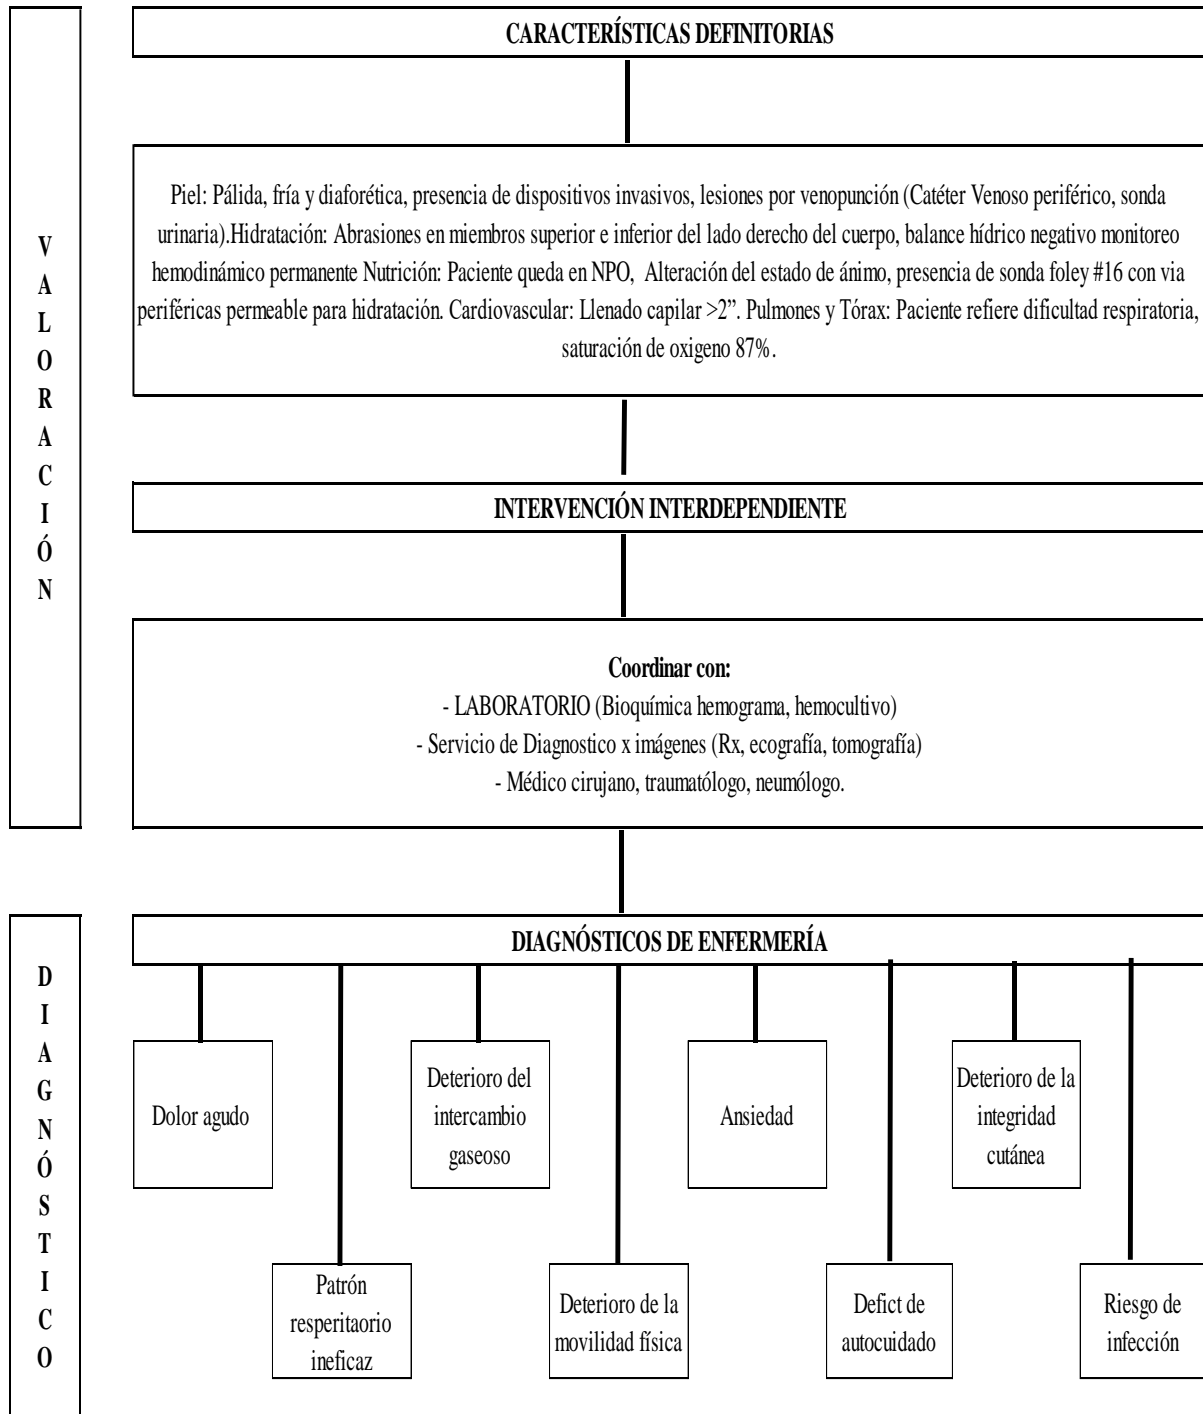 VALORACIÓN
CARACTERÍSTICAS DEFINITORIAS
Piel: Pálida, fría y diaforética, presencia de dispositivos invasivos, lesiones por venopunción (Catéter Venoso periférico, sonda
urinaria).Hidratación: Abrasiones en miembros superior e inferior del lado derecho del cuerpo, balance hídrico negativo monitoreo
hemodinámico permanente Nutrición: Paciente queda en NPO, Alteración del estado de ánimo, presencia de sonda foley #16 con via
periféricas permeable para hidratación. Cardiovascular: Llenado capilar >2”. Pulmones y Tórax: Paciente refiere dificultad respiratoria,
saturación de oxigeno 87%.
INTERVENCIÓN INTERDEPENDIENTE
Coordinar con:
- LABORATORIO (Bioquímica hemograma, hemocultivo)
- Servicio de Diagnostico x imágenes (Rx, ecografía, tomografía)
- Médico cirujano, traumatólogo, neumólogo.
DIAGNÓSTICO
DIAGNÓSTICOS DE ENFERMERÍA
Dolor agudo
Deterioro del
intercambio
gaseoso
Ansiedad
Deterioro de la
integridad
cutánea
Patrón
resperitaorio
ineficaz
Deterioro de la
movilidad física
Defict de
autocuidado
Riesgo de
infección